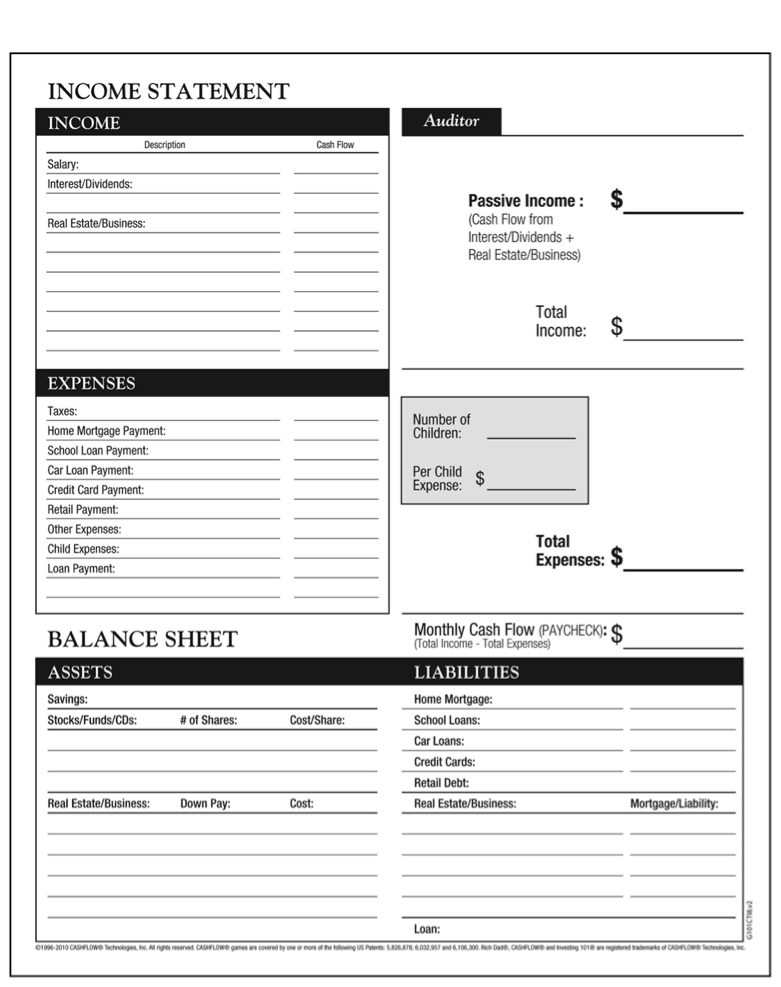 INCOME STATEMENT
INCOME
Description Cash Flow
Salary:
Interest/Dividends:
Real Estate/Business:
Auditor
Passive Income : $
(Cash Flow from
Interest/Dividends +
Real Estate/Business)
Total
Income: $
EXPENSES
Taxes:
Home Mortgage Payment:
School Loan Payment:
Car Loan Payment:
Credit Card Payment:
Retail Payment:
Other Expenses:
Child Expenses:
Loan Payment:
Number of
Children:
Per Child
Expense: $
Total
Expenses: $
Monthly Cash Flow (PAYCHECK): $
(Total Income - Total Expenses)
BALANCE SHEET
ASSETS
Savings:
Stocks/Funds/CDs: # of Shares: Cost/Share:
Real Estate/Business: Down Pay: Cost:
LIABILITIES
Home Mortgage:
School Loans:
Car Loans:
Credit Cards:
Retail Debt:
Real Estate/Business: Mortgage/Liability:
Loan:
G101CTRB.v2
©1996-2010 CASHFLOW® Technologies, Inc. All rights reserved. CASHFLOW® games are covered by one or more of the following US Patents: 5,826,878, 6,032,957 and 6,106,300. Rich Dad®, CASHFLOW® and Investing 101® are registered trademarks of CASHFLOW® Technologies, Inc.